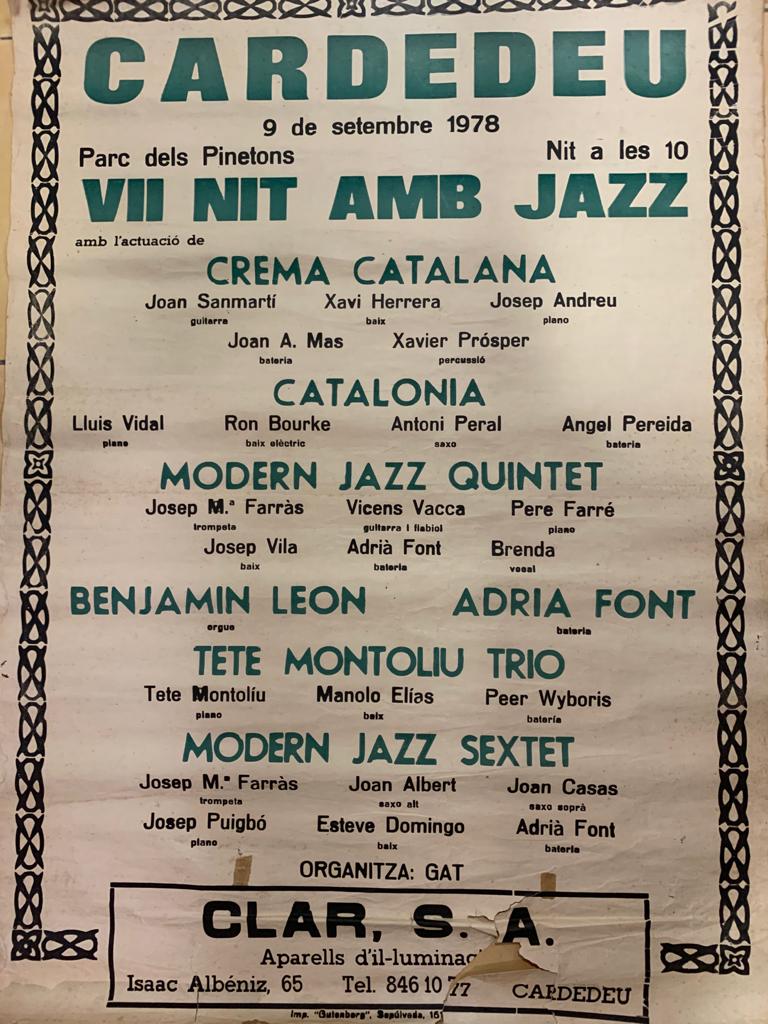 CARDEDEU
9 de setembre 1978
Parc dels Pinetons Nit a les 10
VII NIT AMB JAZZ
amb l'actuació de
CREMA CATALANA
Joan Sanmartí Xavi Herrera Josep Andreu
guitarra baix piano
Joan A. Mas Xavier Prósper
bateria percussió
CATALONIA
Lluis Vidal Ron Bourke Antoni Peral Angel Pereida
piano baix elèctric saxo bateria
MODERN JAZZ QUINTET
Josep M.ª Farràs Vicens Vacca Pere Farré
trompeta guitarra i flabiol piano
Josep Vila Adrià Font Brenda
baix bateria vocal
BENJAMIN LEON ADRIA FONT
orgue bateria
TETE MONTOLIU TRIO
Tete Montolíu Manolo Elías Peer Wyboris
piano baix batería
MODERN JAZZ SEXTET
Josep M.ª Farràs Joan Albert Joan Casas
trompeta saxo alt saxo soprà
Josep Puigbó Esteve Domingo Adrià Font
piano baix bateria
ORGANITZA: GAT
CLAR, S. A.
Aparells d'il-luminac
Isaac Albéniz, 65 Tel. 846 10 77 CARDEDEU
Imp. "Gutenberg", Sepúlveda,